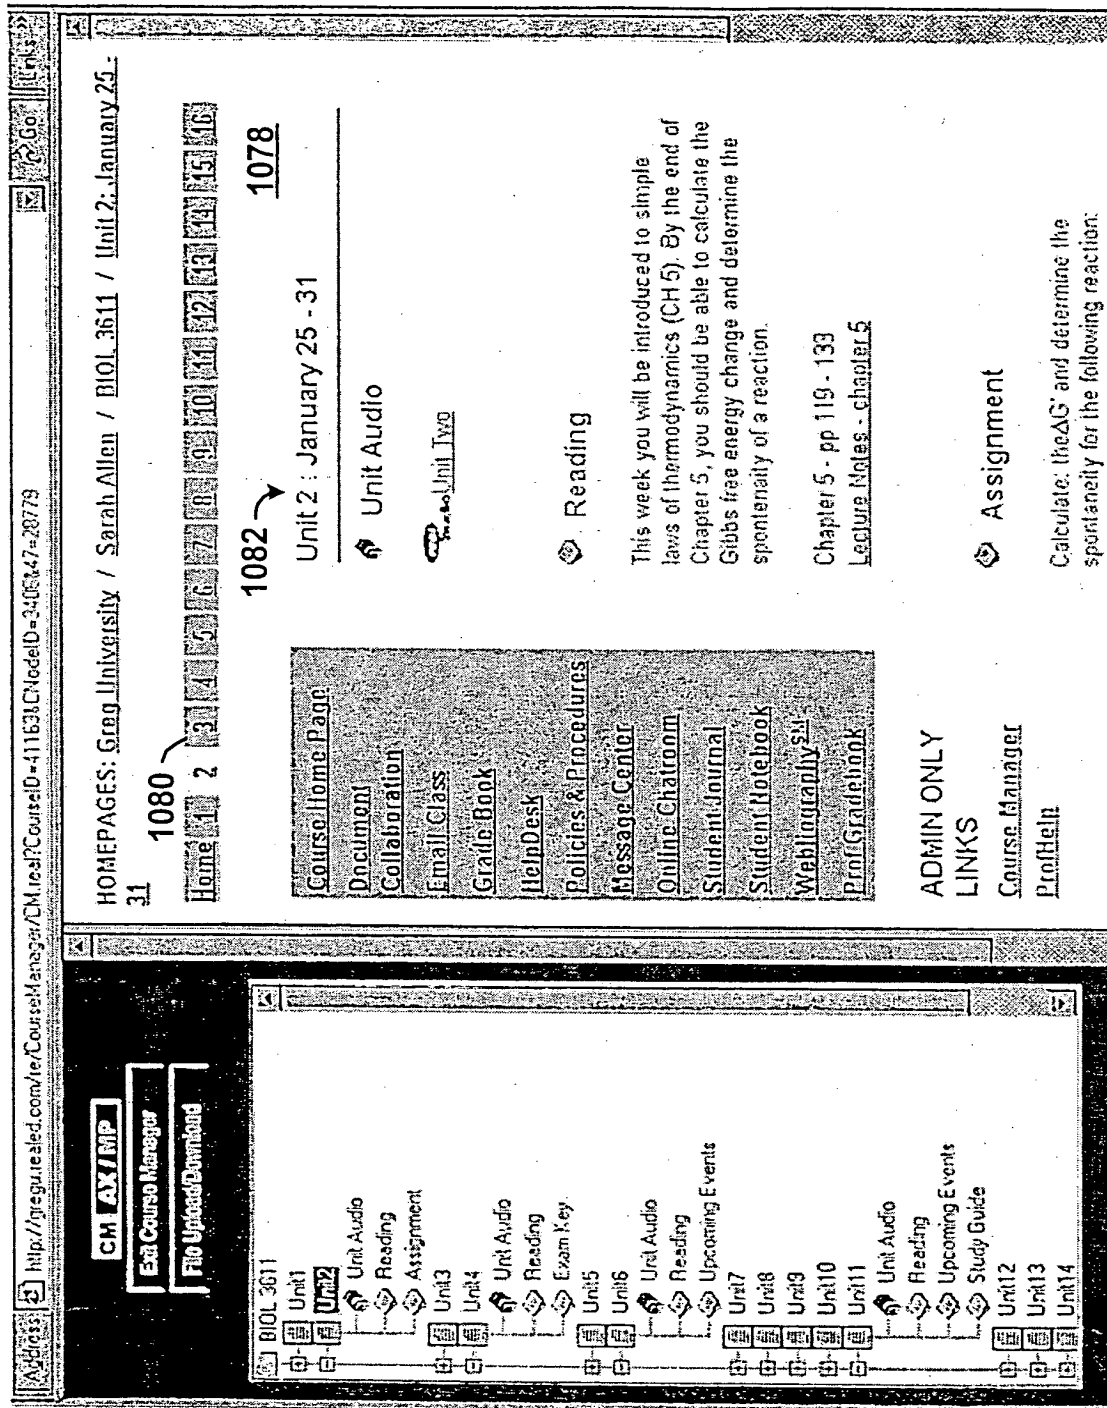 Address http://gregu.realed.com/re/CourseManager/CM.real?CourseID=41163&CNodeID=3406&47=28779 Go Links »
CM AX/MP
Exit Course Manager
File Upload/Download
BIOL 3611
Unit1
Unit2
Unit Audio
Reading
Assignment
Unit3
Unit4
Unit Audio
Reading
Exam Key
Unit5
Unit6
Unit Audio
Reading
Upcoming Events
Unit7
Unit8
Unit9
Unit10
Unit11
Unit Audio
Reading
Upcoming Events
Study Guide
Unit12
Unit13
Unit14
HOMEPAGES: Greg University / Sarah Allen / BIOL 3611 / Unit 2: January 25 -
31
1080
Home 1 2 3 4 5 6 7 8 9 10 11 12 13 14 15 16
Course Home Page
Document
Collaboration
Email Class
Grade Book
HelpDesk
Policies & Procedures
Message Center
Online Chatroom
Student Journal
Student Notebook
Webliography SM
Prof Gradebook
ADMIN ONLY
LINKS
Course Manager
ProfHelp
1082
1078
Unit 2 : January 25 - 31
Unit Audio
Unit Two
Reading
This week you will be introduced to simple
laws of thermodynamics (CH 5). By the end of
Chapter 5, you should be able to calculate the
Gibbs free energy change and determine the
spontenaity of a reaction.
Chapter 5 - pp 119 - 133
Lecture Notes - chapter 5
Assignment
Calculate: theΔG' and determine the
spontaneity for the following reaction: